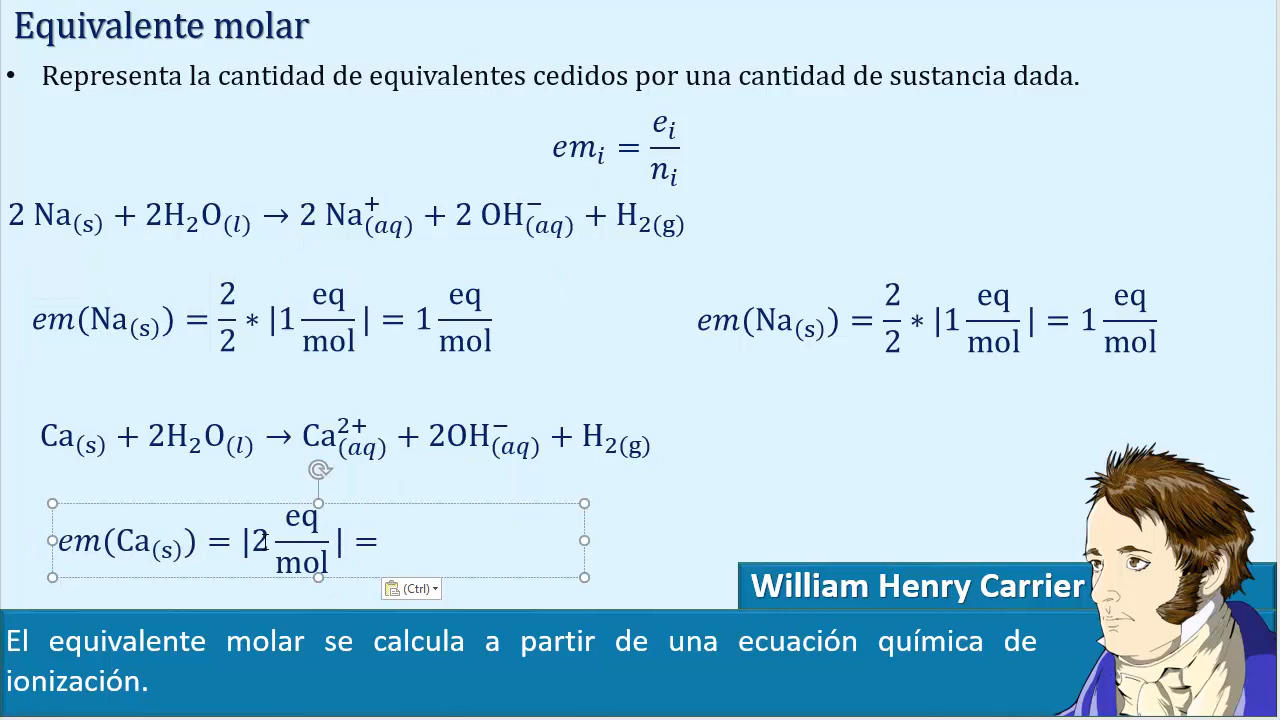 Equivalente molar
• Representa la cantidad de equivalentes cedidos por una cantidad de sustancia dada.
em_i = e_i / n_i
2 Na(s) + 2H₂O(l) → 2 Na⁺(aq) + 2 OH⁻(aq) + H₂(g)
em(Na(s)) = 2/2 * |1 eq/mol| = 1 eq/mol
em(Na(s)) = 2/2 * |1 eq/mol| = 1 eq/mol
Ca(s) + 2H₂O(l) → Ca²⁺(aq) + 2OH⁻(aq) + H₂(g)
em(Ca(s)) = |2 eq/mol| =
(Ctrl)
William Henry Carrier
El equivalente molar se calcula a partir de una ecuación química de
ionización.